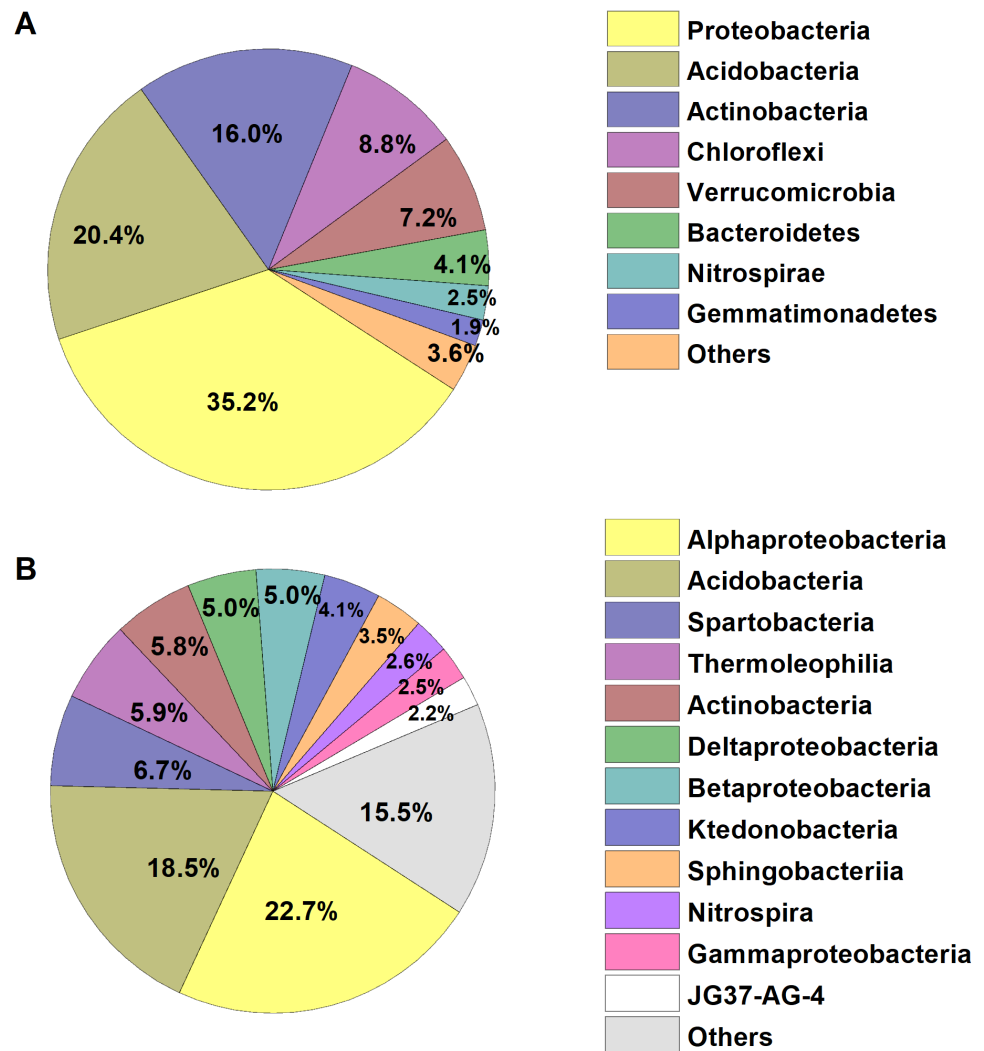 A
Proteobacteria
Acidobacteria
Actinobacteria
Chloroflexi
Verrucomicrobia
Bacteroidetes
Nitrospirae
Gemmatimonadetes
Others
16.0%
8.8%
7.2%
20.4%
4.1%
2.5%
1.9%
3.6%
35.2%
B
Alphaproteobacteria
Acidobacteria
Spartobacteria
Thermoleophilia
Actinobacteria
Deltaproteobacteria
Betaproteobacteria
Ktedonobacteria
Sphingobacteriia
Nitrospira
Gammaproteobacteria
JG37-AG-4
Others
5.0%
5.0%
4.1%
3.5%
5.8%
2.6%
2.5%
5.9%
2.2%
6.7%
15.5%
18.5%
22.7%